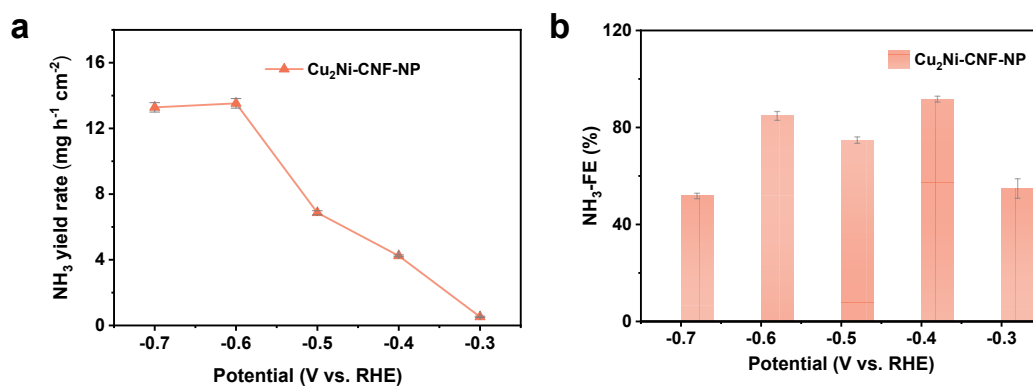 a
NH₃ yield rate (mg h⁻¹ cm⁻²)
16
12
8
4
0
Cu₂Ni-CNF-NP
-0.7 -0.6 -0.5 -0.4 -0.3
Potential (V vs. RHE)
b
NH₃-FE (%)
120
80
40
0
Cu₂Ni-CNF-NP
-0.7 -0.6 -0.5 -0.4 -0.3
Potential (V vs. RHE)